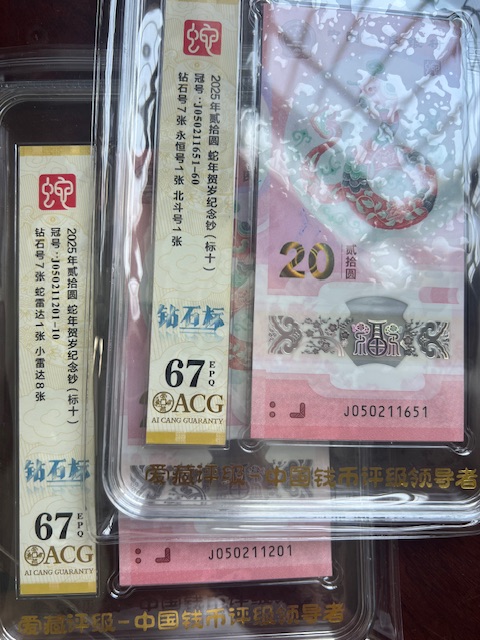 蛇
2025年贰拾圆 蛇年贺岁纪念钞(标十)
冠号:J050211651-60
钻石号7张 永恒号1张 北斗号1张
钻石标
67
EPQ
ACG
AI CANG GUARANTY
20
贰拾圆
J050211651
爱藏评级-中国钱币评级领导者
蛇
2025年贰拾圆 蛇年贺岁纪念钞(标十)
冠号:J050211201-10
钻石号7张 蛇雷达1张 小雷达8张
钻石标
67
EPQ
ACG
AI CANG GUARANTY
J050211201
爱藏评级-中国钱币评级领导者